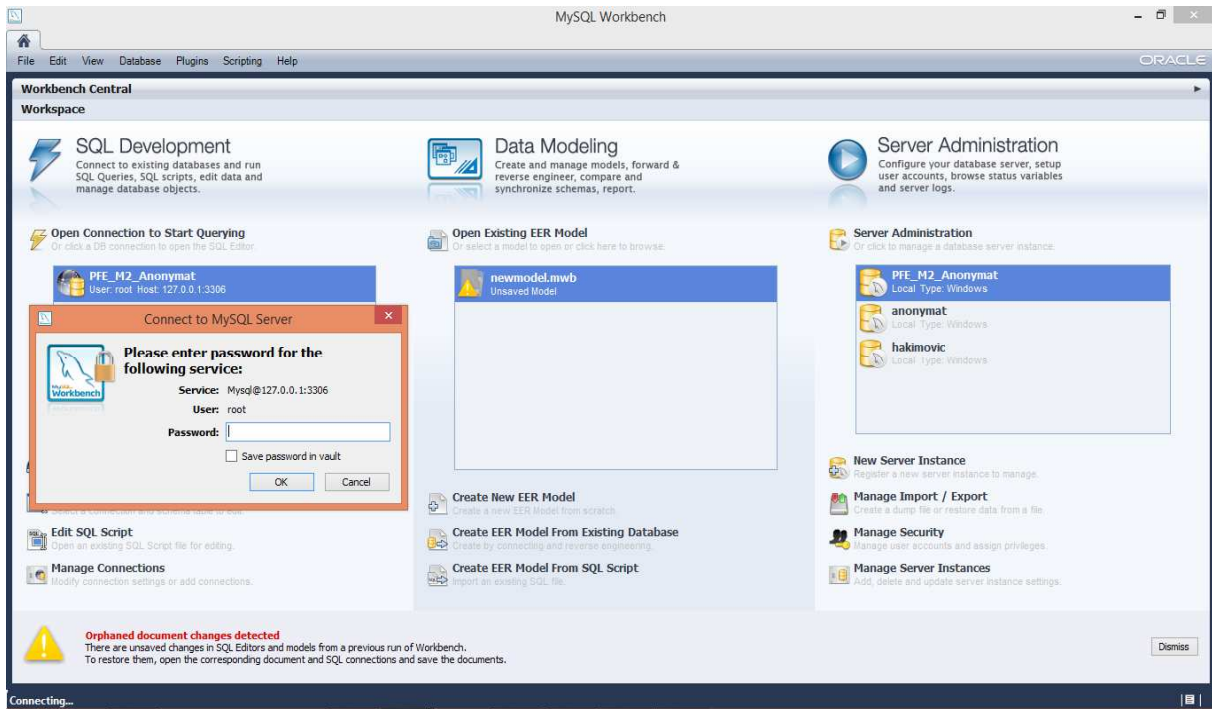 MySQL Workbench
File Edit View Database Plugins Scripting Help
ORACLE
Workbench Central
Workspace
SQL Development
Connect to existing databases and run
SQL Queries, SQL scripts, edit data and
manage database objects.
Open Connection to Start Querying
Or click a DB connection to open the SQL Editor.
PFE_M2_Anonymat
User: root Host: 127.0.0.1:3306
Connect to MySQL Server
Please enter password for the
following service:
MySQL
Workbench
Service: Mysql@127.0.0.1:3306
User: root
Password:
Save password in vault
OK Cancel
Select a connection and schema table to edit.
Edit SQL Script
Open an existing SQL Script file for editing.
Manage Connections
Modify connection settings or add connections.
Data Modeling
Create and manage models, forward &
reverse engineer, compare and
synchronize schemas, report.
Open Existing EER Model
Or select a model to open or click here to browse.
newmodel.mwb
Unsaved Model
Create New EER Model
Create a new EER Model from scratch.
Create EER Model From Existing Database
Create by connecting and reverse engineering.
Create EER Model From SQL Script
Import an existing SQL file.
Server Administration
Configure your database server, setup
user accounts, browse status variables
and server logs.
Server Administration
Or click to manage a database server instance.
PFE_M2_Anonymat
Local Type: Windows
anonymat
Local Type: Windows
hakimovic
Local Type: Windows
New Server Instance
Register a new server instance to manage.
Manage Import / Export
Create a dump file or restore data from a file.
Manage Security
Manage user accounts and assign privileges.
Manage Server Instances
Add, delete and update server instance settings.
Orphaned document changes detected
There are unsaved changes in SQL Editors and models from a previous run of Workbench.
To restore them, open the corresponding document and SQL connections and save the documents.
Dismiss
Connecting...